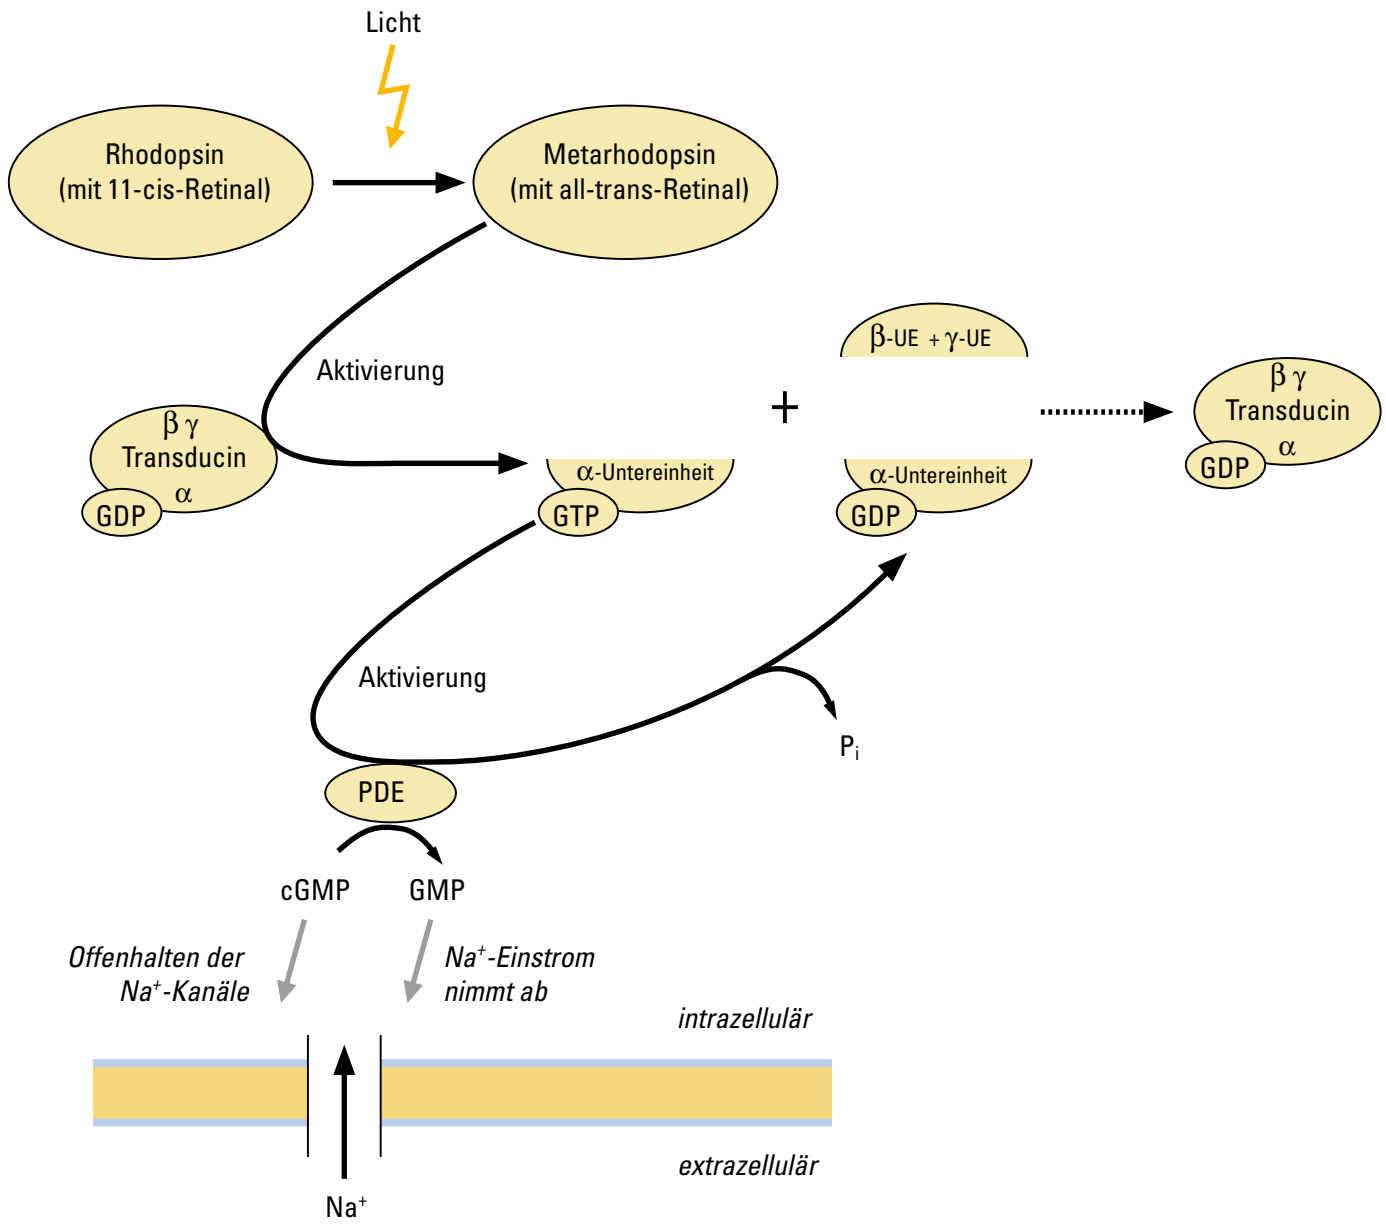 Licht
Rhodopsin
(mit 11-cis-Retinal)
Metarhodopsin
(mit all-trans-Retinal)
Aktivierung
β γ
Transducin
α
GDP
α-Untereinheit
GTP
+
β-UE + γ-UE
α-Untereinheit
GDP
β γ
Transducin
α
GDP
Aktivierung
Pᵢ
PDE
cGMP
GMP
Offenhalten der
Na⁺-Kanäle
Na⁺-Einstrom
nimmt ab
intrazellulär
extrazellulär
Na⁺